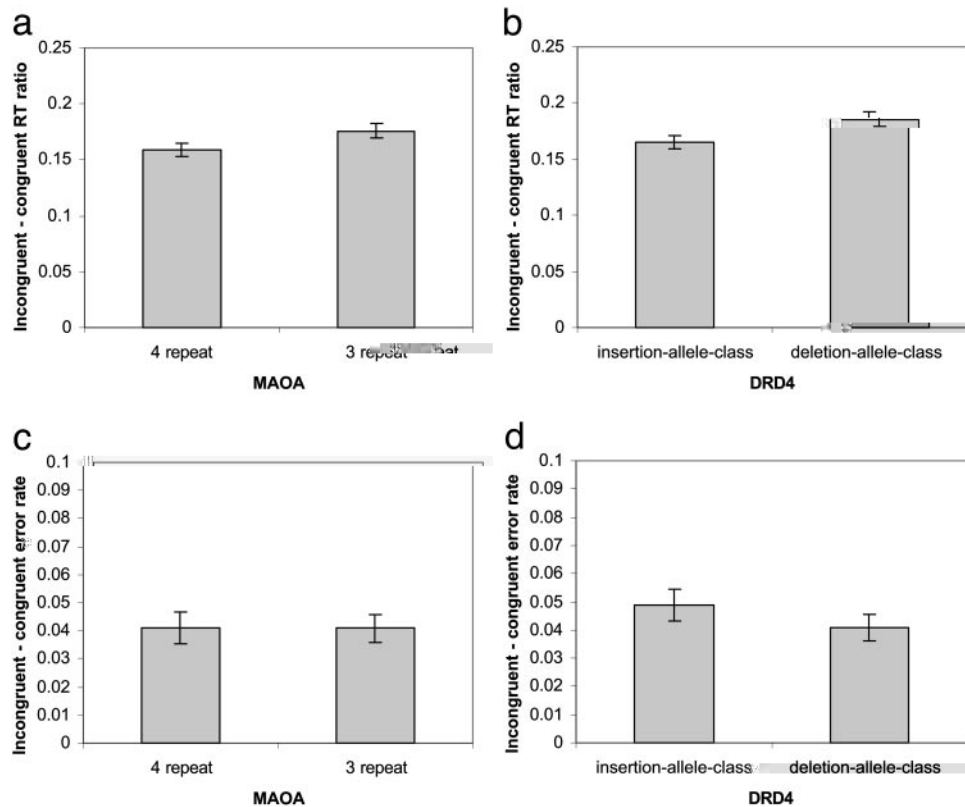 a
b
Incongruent - congruent RT ratio
0.25
0.2
0.15
0.1
0.05
0
4 repeat
3 repeat
MAOA
Incongruent - congruent RT ratio
0.25
0.2
0.15
0.1
0.05
0
insertion-allele-class
deletion-allele-class
DRD4
c
d
Incongruent - congruent error rate
0.1
0.09
0.08
0.07
0.06
0.05
0.04
0.03
0.02
0.01
0
4 repeat
3 repeat
MAOA
Incongruent - congruent error rate
0.1
0.09
0.08
0.07
0.06
0.05
0.04
0.03
0.02
0.01
0
insertion-allele-class
deletion-allele-class
DRD4